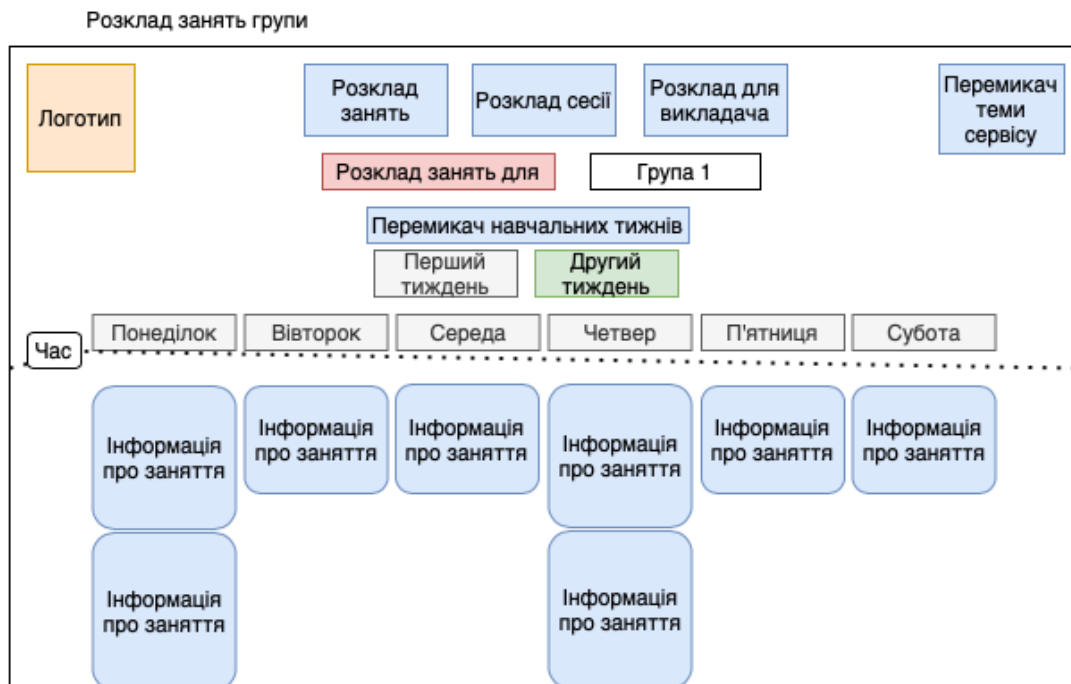 Розклад занять групи
Логотип
Розклад
занять
Розклад сесії
Розклад для
викладача
Перемикач
теми
сервісу
Розклад занять для
Група 1
Перемикач навчальних тижнів
Перший
тиждень
Другий
тиждень
Час
Понеділок
Вівторок
Середа
Четвер
П'ятниця
Субота
Інформація
про заняття
Інформація
про заняття
Інформація
про заняття
Інформація
про заняття
Інформація
про заняття
Інформація
про заняття
Інформація
про заняття
Інформація
про заняття